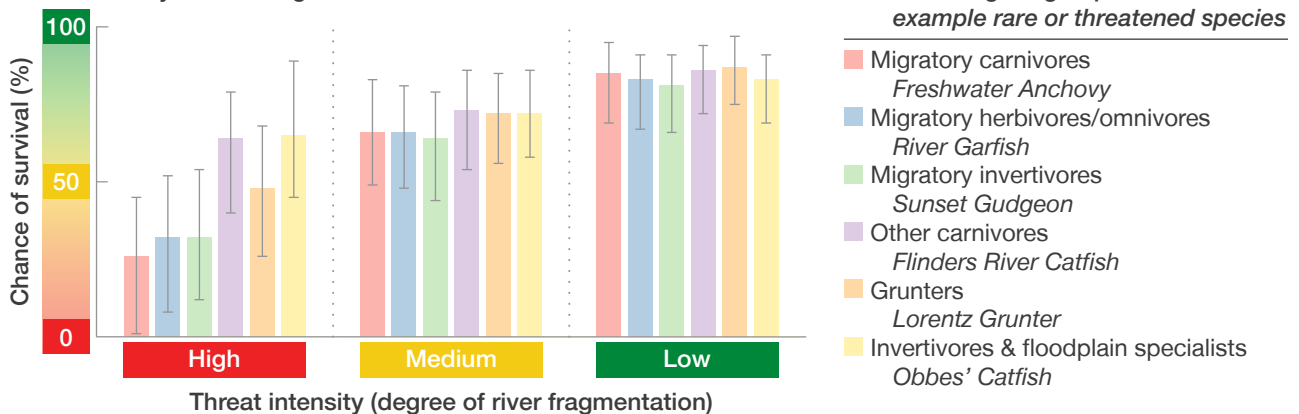 example rare or threatened species
100
50
0
Chance of survival (%)
High
Medium
Low
Threat intensity (degree of river fragmentation)
Migratory carnivores
Freshwater Anchovy
Migratory herbivores/omnivores
River Garfish
Migratory invertivores
Sunset Gudgeon
Other carnivores
Flinders River Catfish
Grunters
Lorentz Grunter
Invertivores & floodplain specialists
Obbes' Catfish